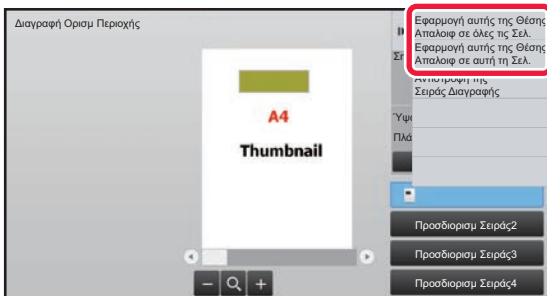 Διαγραφή Ορισμ Περιοχής
A4
Thumbnail
Εφαρμογή αυτής της Θέσης
Απαλοιφ σε όλες τις Σελ.
Εφαρμογή αυτής της Θέσης
Απαλοιφ σε αυτή τη Σελ.
Αντιστροφή της
Σειράς Διαγραφής
Προσδιορισμ Σειράς2
Προσδιορισμ Σειράς3
Προσδιορισμ Σειράς4